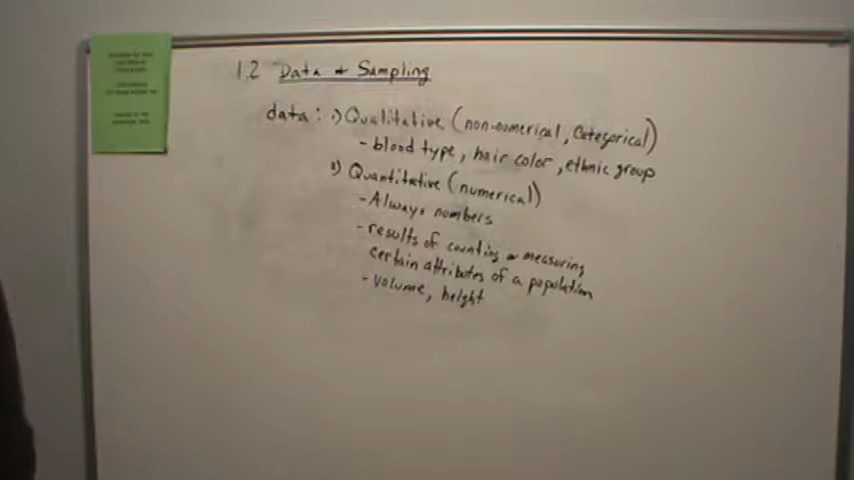 1.2 Data & Sampling
data: 1) Qualitative (non-numerical, Categorical)
- blood type, hair color, ethnic group
2) Quantitative (numerical)
- Always numbers
- results of counting or measuring
certain attributes of a population
- volume, height